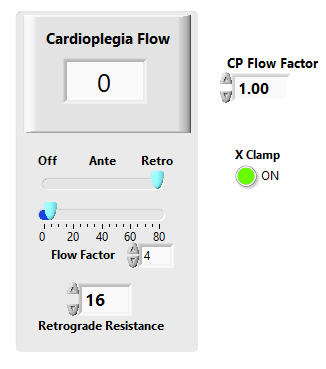 Cardioplegia Flow
0
CP Flow Factor
1.00
Off Ante Retro
X Clamp
ON
0 20 40 60 80
Flow Factor 4
16
Retrograde Resistance